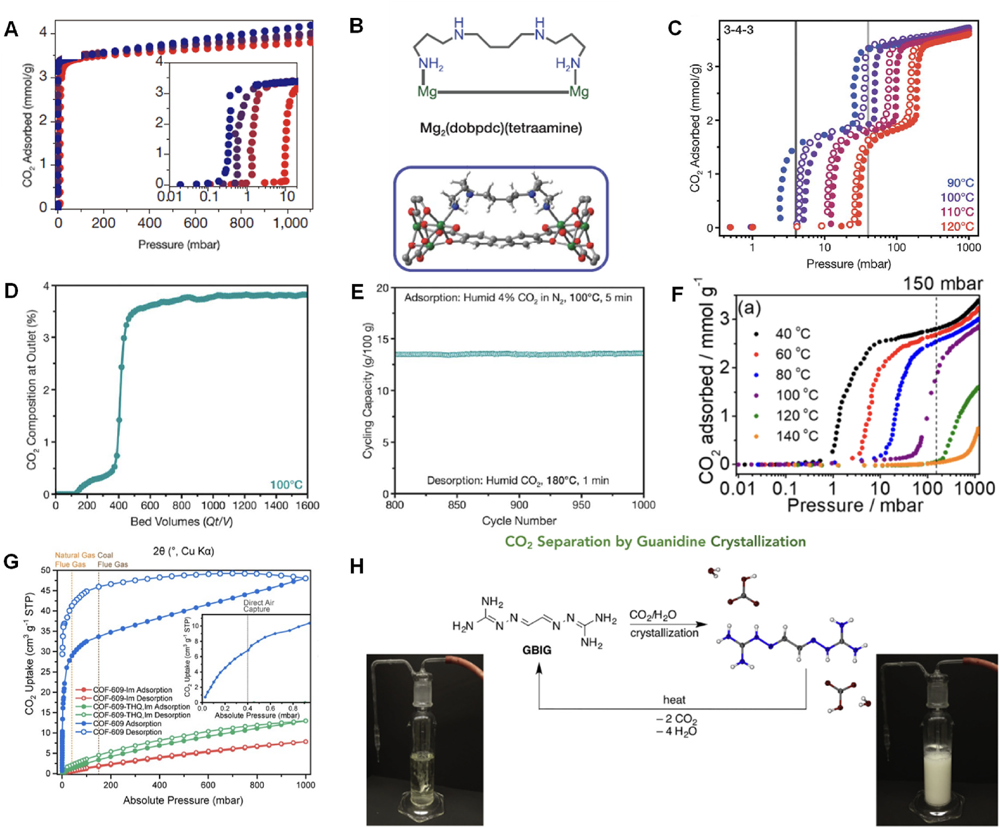 A
CO2 Adsorbed (mmol/g)
4
3
2
1
0
0 200 400 600 800 1,000
Pressure (mbar)
4
3
2
1
0
0.01 0.1 1 10
B
H
N
H
N
NH2
H2N
Mg
Mg
Mg2(dobpdc)(tetraamine)
C
3-4-3
CO2 Adsorbed (mmol/g)
3
2
1
0
90°C
100°C
110°C
120°C
1 10 100 1000
Pressure (mbar)
D
CO2 Composition at Outlet (%)
4
3
2
1
0
100°C
0 200 400 600 800 1000 1200 1400 1600
Bed Volumes (Qt/V)
E
Cycling Capacity (g/100 g)
20
15
10
5
0
Adsorption: Humid 4% CO2 in N2, 100°C, 5 min
Desorption: Humid CO2, 180°C, 1 min
800 850 900 950 1000
Cycle Number
F
150 mbar
(a)
CO2 adsorbed / mmol g-1
3
2
1
0
40 °C
60 °C
80 °C
100 °C
120 °C
140 °C
0.01 0.1 1 10 100 1000
Pressure / mbar
G
2θ (°, Cu Kα)
Natural Gas
Flue Gas
Coal
Flue Gas
CO2 Uptake (cm3 g-1 STP)
50
45
40
35
30
25
20
15
10
5
0
Direct Air
Capture
CO2 Uptake (cm3 g-1 STP)
10
8
6
4
2
0
0.0 0.2 0.4 0.6 0.8
Absolute Pressure (mbar)
COF-609-Im Adsorption
COF-609-Im Desorption
COF-609-THQ,Im Adsorption
COF-609-THQ,Im Desorption
COF-609 Adsorption
COF-609 Desorption
0 200 400 600 800 1000
Absolute Pressure (mbar)
CO2 Separation by Guanidine Crystallization
H
NH2
H2N
N
N
N
N
NH2
NH2
GBIG
CO2/H2O
crystallization
heat
– 2 CO2
– 4 H2O